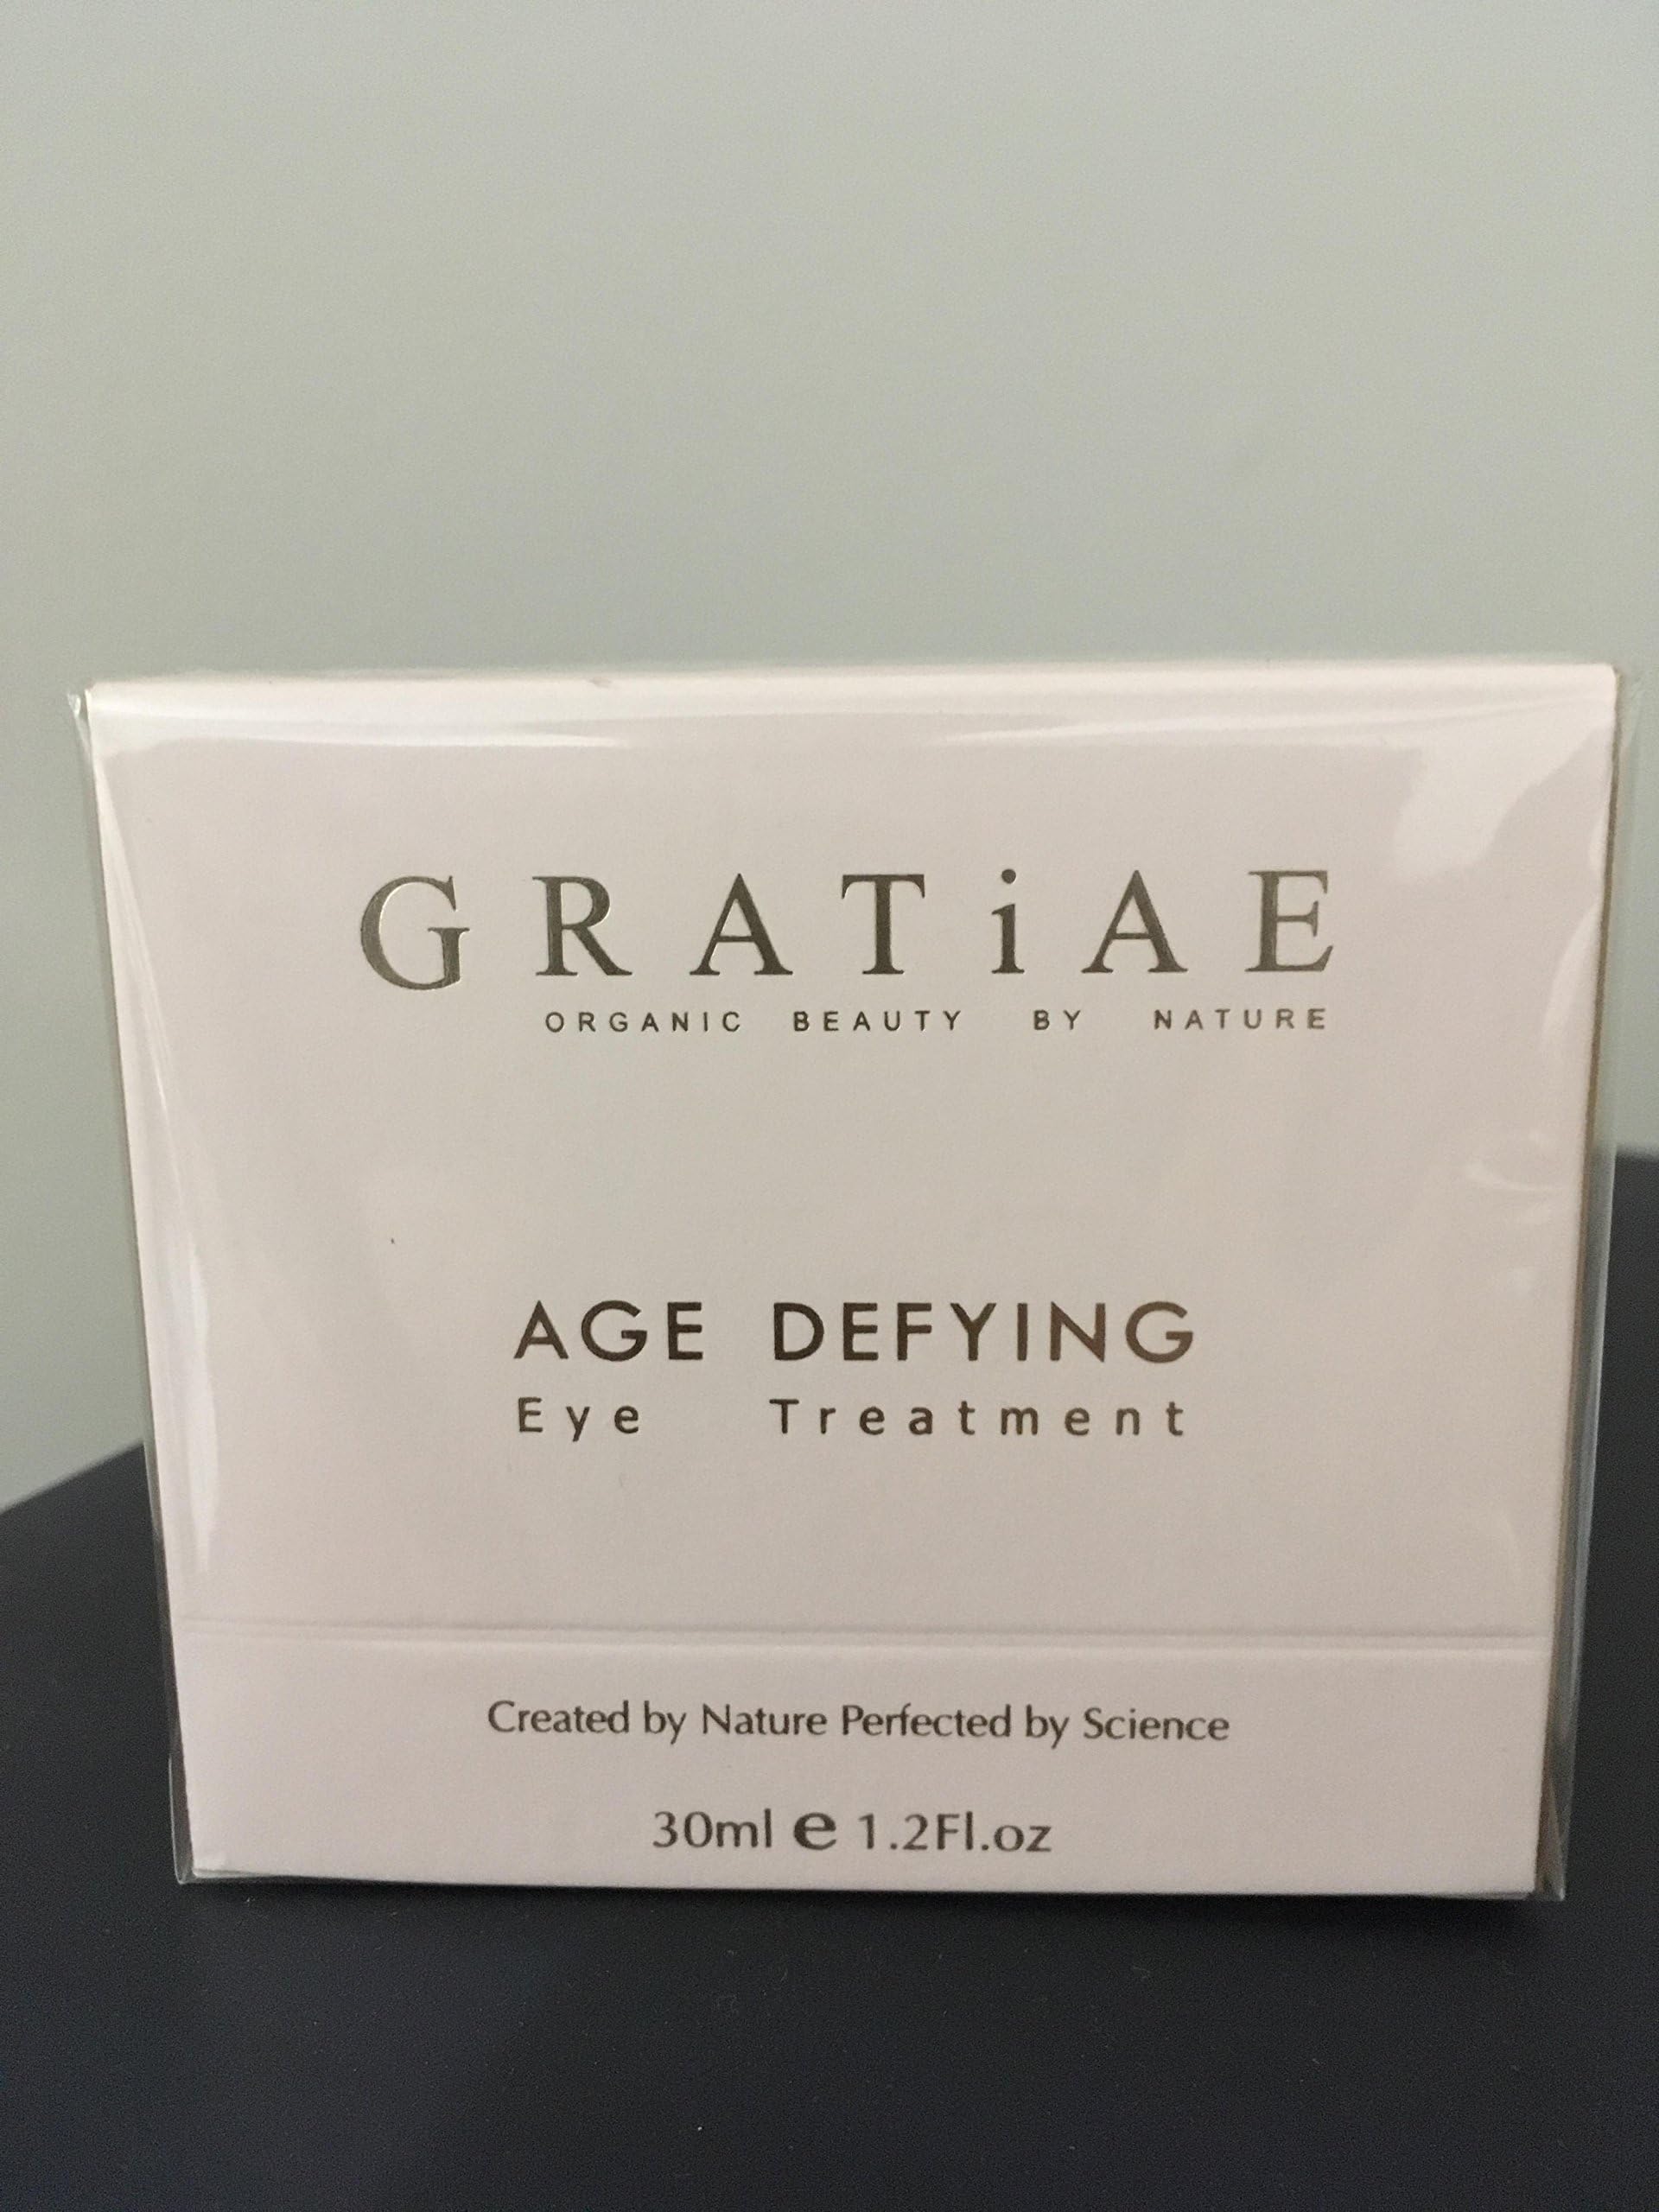 GRATiAE
ORGANIC BEAUTY BY NATURE
AGE DEFYING
Eye Treatment
Created by Nature Perfected by Science
30ml e 1.2Fl.oz